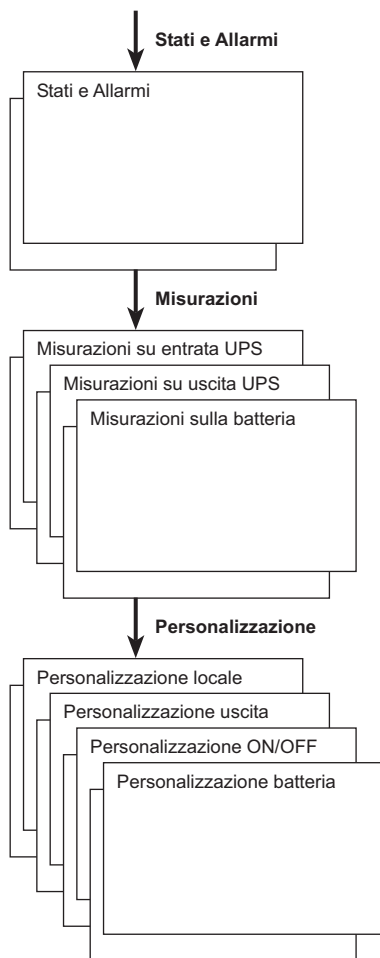 Stati e Allarmi
Stati e Allarmi
Misurazioni
Misurazioni su entrata UPS
Misurazioni su uscita UPS
Misurazioni sulla batteria
Personalizzazione
Personalizzazione locale
Personalizzazione uscita
Personalizzazione ON/OFF
Personalizzazione batteria